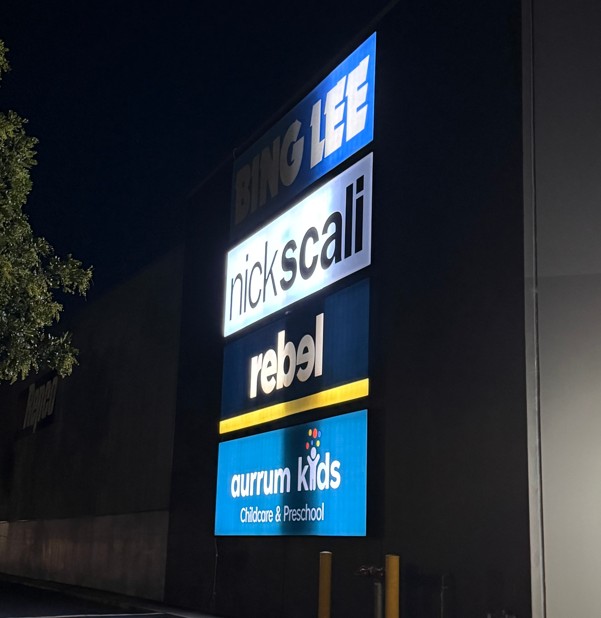 BING LEE
nickscali
rebel
aurrum kids
Childcare & Preschool